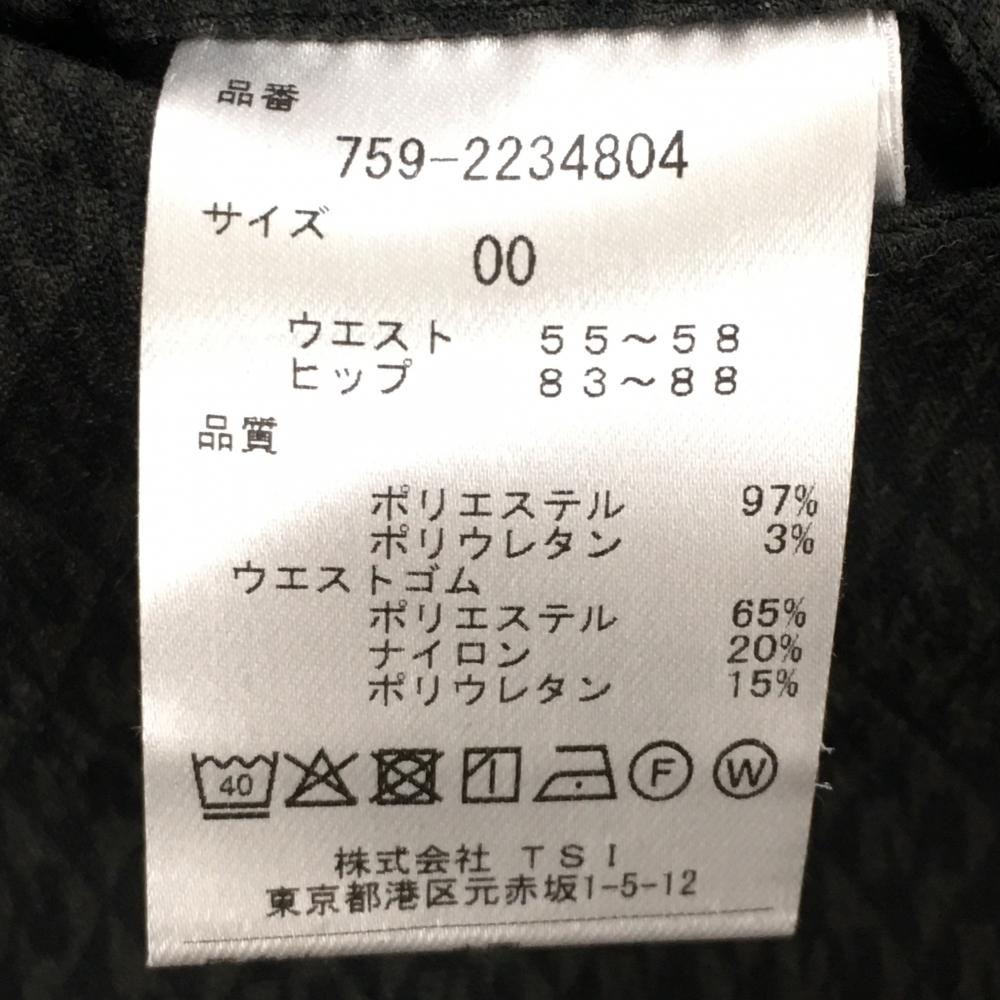 品番
759-2234804
サイズ
00
ウエスト 55～58
ヒップ 83～88
品質
ポリエステル 97%
ポリウレタン 3%
ウエストゴム
ポリエステル 65%
ナイロン 20%
ポリウレタン 15%
40 F W
株式会社 TSI
東京都港区元赤坂1-5-12